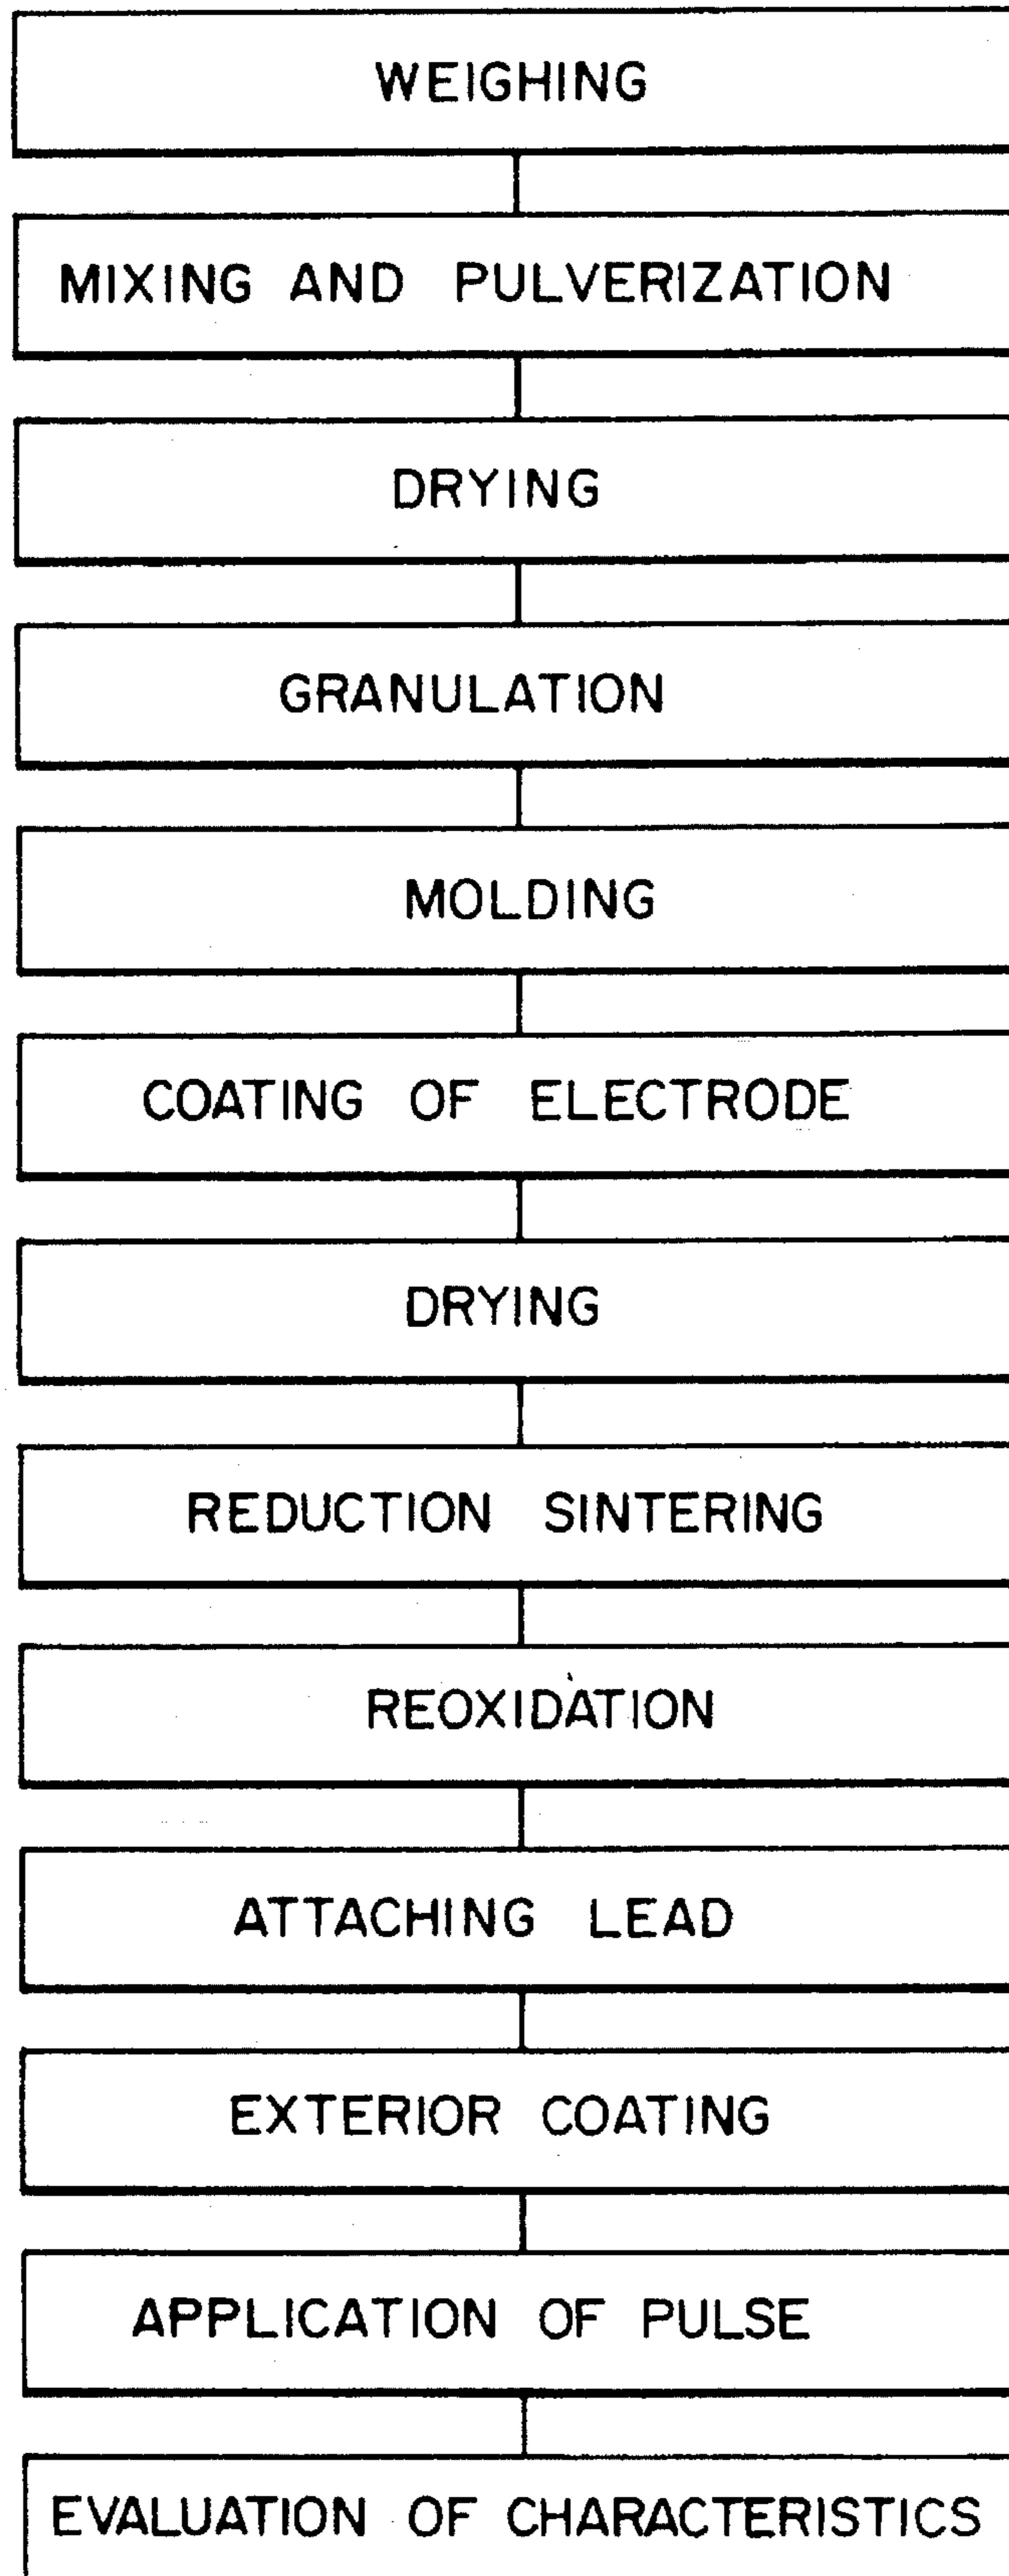 WEIGHING
MIXING AND PULVERIZATION
DRYING
GRANULATION
MOLDING
COATING OF ELECTRODE
DRYING
REDUCTION SINTERING
REOXIDATION
ATTACHING LEAD
EXTERIOR COATING
APPLICATION OF PULSE
EVALUATION OF CHARACTERISTICS